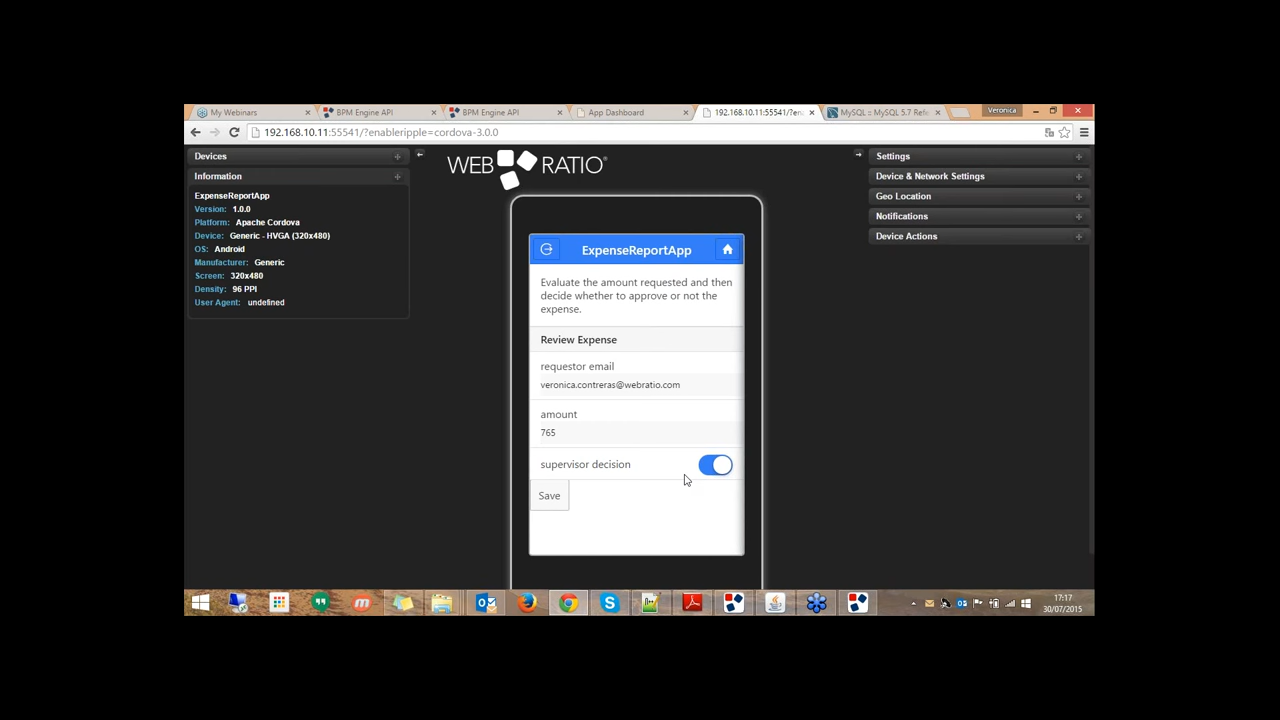 My Webinars
BPM Engine API
BPM Engine API
App Dashboard
192.168.10.11:55541/?en
MySQL :: MySQL 5.7 Refe
Veronica
192.168.10.11:55541/?enableripple=cordova-3.0.0
Devices
Information
ExpenseReportApp
Version: 1.0.0
Platform: Apache Cordova
Device: Generic - HVGA (320x480)
OS: Android
Manufacturer: Generic
Screen: 320x480
Density: 96 PPI
User Agent: undefined
WEB RATIO®
ExpenseReportApp
Evaluate the amount requested and then
decide whether to approve or not the
expense.
Review Expense
requestor email
veronica.contreras@webratio.com
amount
765
supervisor decision
Save
Settings
Device & Network Settings
Geo Location
Notifications
Device Actions
17:17
30/07/2015